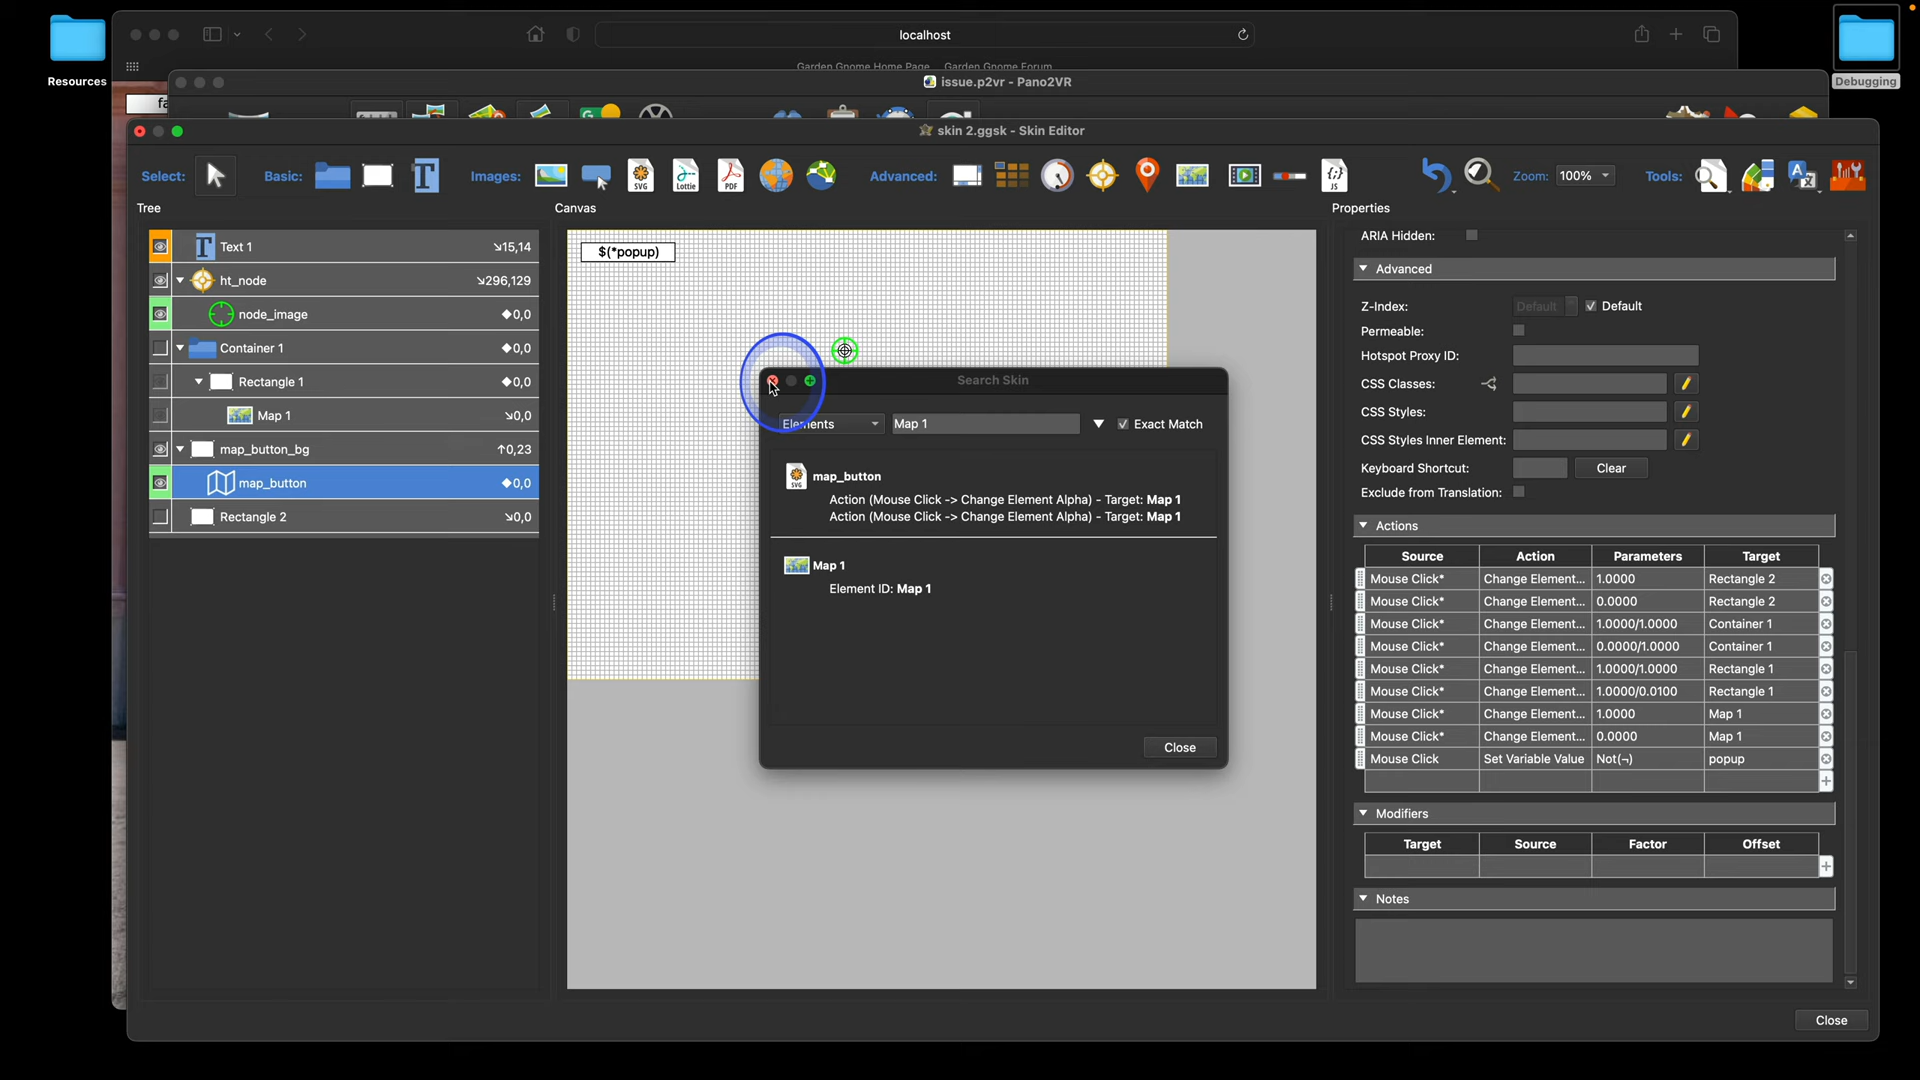 Resources
localhost
Debugging
Garden Gnome Home Page
Garden Gnome Forum
issue.p2vr - Pano2VR
fa
skin 2.ggsk - Skin Editor
Select:
Basic:
T
Images:
SVG
Lottie
PDF
Advanced:
JS
Zoom:
100%
Tools:
Tree
Canvas
Properties
Text 1
15,14
ht_node
296,129
node_image
0,0
Container 1
0,0
Rectangle 1
0,0
Map 1
0,0
map_button_bg
0,23
map_button
0,0
Rectangle 2
0,0
$(*popup)
Search Skin
Elements
Map 1
Exact Match
map_button
Action (Mouse Click -> Change Element Alpha) - Target: Map 1
Action (Mouse Click -> Change Element Alpha) - Target: Map 1
Map 1
Element ID: Map 1
Close
ARIA Hidden:
Advanced
Z-Index:
Default
Default
Permeable:
Hotspot Proxy ID:
CSS Classes:
CSS Styles:
CSS Styles Inner Element:
Keyboard Shortcut:
Clear
Exclude from Translation:
Actions
Source Action Parameters Target
Mouse Click* Change Element... 1.0000 Rectangle 2
Mouse Click* Change Element... 0.0000 Rectangle 2
Mouse Click* Change Element... 1.0000/1.0000 Container 1
Mouse Click* Change Element... 0.0000/1.0000 Container 1
Mouse Click* Change Element... 1.0000/1.0000 Rectangle 1
Mouse Click* Change Element... 1.0000/0.0100 Rectangle 1
Mouse Click* Change Element... 1.0000 Map 1
Mouse Click* Change Element... 0.0000 Map 1
Mouse Click Set Variable Value Not(¬) popup
Modifiers
Target Source Factor Offset
Notes
Close